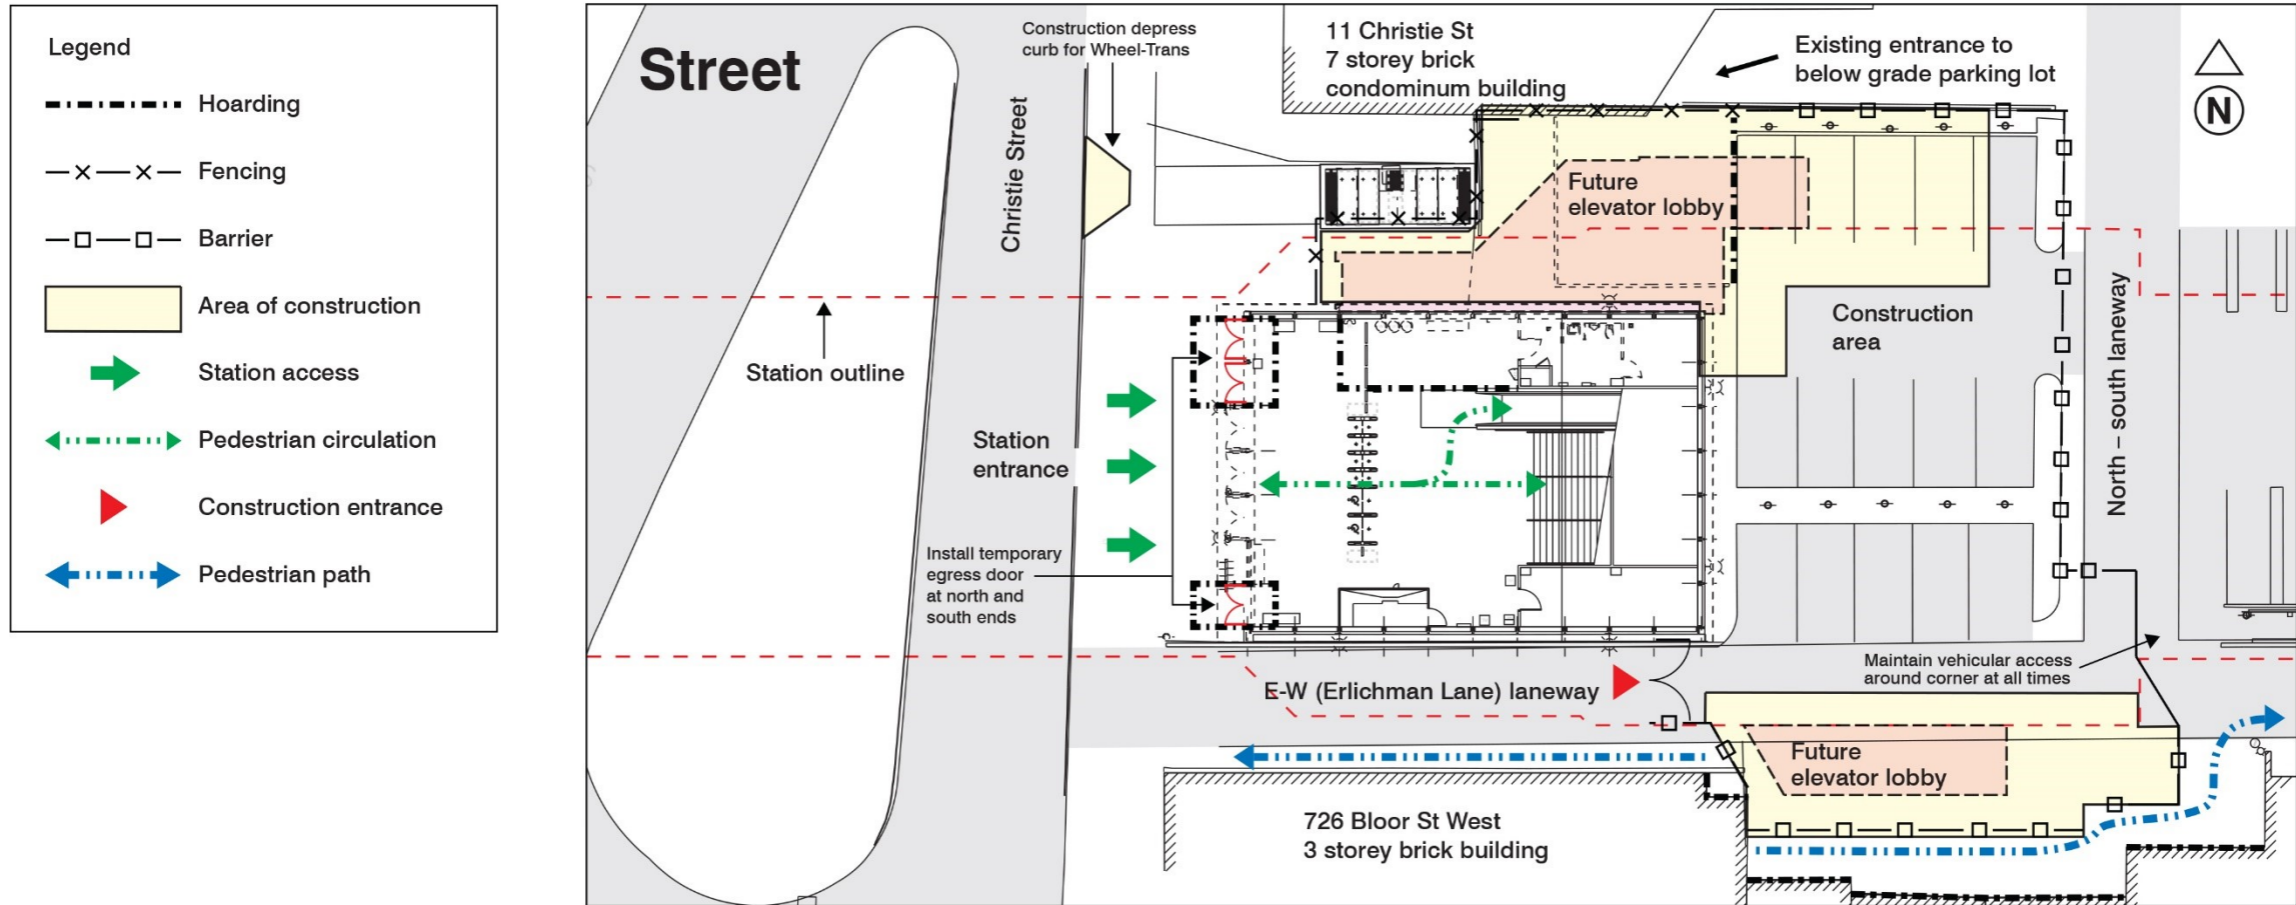 Legend
Hoarding
Fencing
Barrier
Area of construction
Station access
Pedestrian circulation
Construction entrance
Pedestrian path
Street
Christie Street
Construction depress
curb for Wheel-Trans
11 Christie St
7 storey brick
condominum building
Existing entrance to
below grade parking lot
N
Future
elevator lobby
Station outline
Construction
area
North – south laneway
Station
entrance
Install temporary
egress door
at north and
south ends
E-W (Erlichman Lane) laneway
Maintain vehicular access
around corner at all times
Future
elevator lobby
726 Bloor St West
3 storey brick building